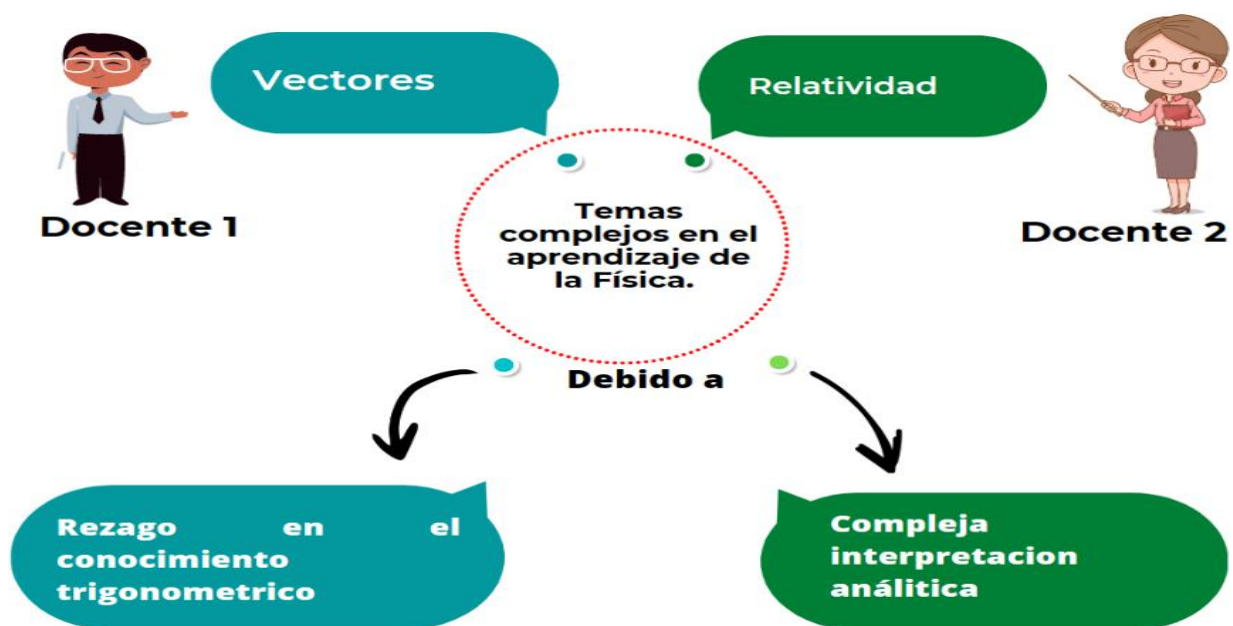 Vectores
Relatividad
Docente 1
Docente 2
Temas
complejos en el
aprendizaje de
la Física.
Debido a
Rezago en el
conocimiento
trigonometrico
Compleja
interpretacion
análitica